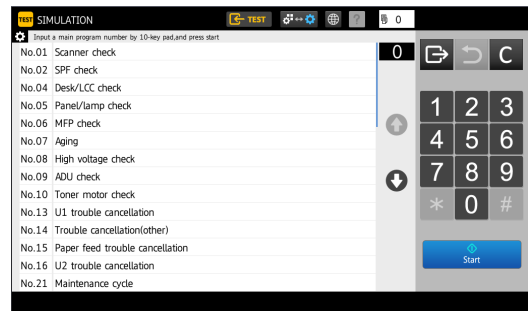 TEST SIMULATION TEST ? 0
Input a main program number by 10-key pad,and press start
0
No.01 Scanner check
No.02 SPF check
No.04 Desk/LCC check
No.05 Panel/lamp check
No.06 MFP check
No.07 Aging
No.08 High voltage check
No.09 ADU check
No.10 Toner motor check
No.13 U1 trouble cancellation
No.14 Trouble cancellation(other)
No.15 Paper feed trouble cancellation
No.16 U2 trouble cancellation
No.21 Maintenance cycle
C
1 2 3
4 5 6
7 8 9
* 0 #
Start